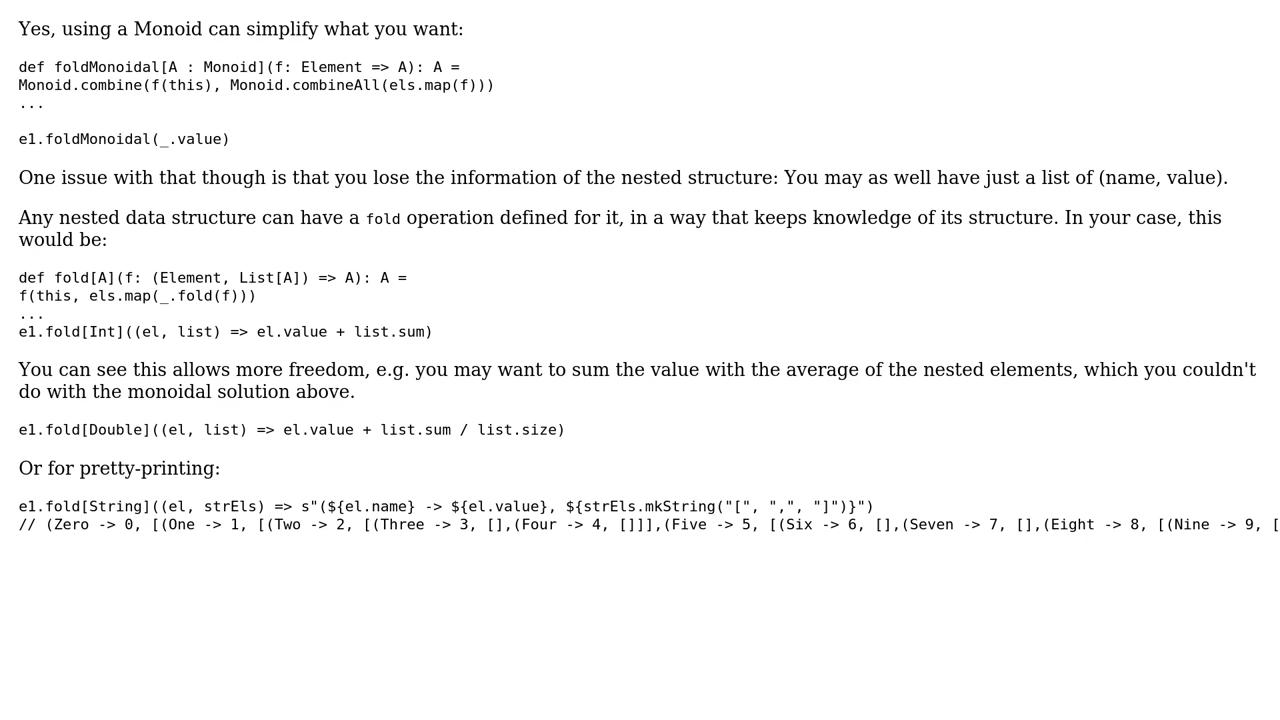 Yes, using a Monoid can simplify what you want:
def foldMonoidal[A : Monoid](f: Element => A): A =
Monoid.combine(f(this), Monoid.combineAll(els.map(f)))
...
e1.foldMonoidal(_.value)
One issue with that though is that you lose the information of the nested structure: You may as well have just a list of (name, value).
Any nested data structure can have a fold operation defined for it, in a way that keeps knowledge of its structure. In your case, this
would be:
def fold[A](f: (Element, List[A]) => A): A =
f(this, els.map(_.fold(f)))
...
e1.fold[Int]((el, list) => el.value + list.sum)
You can see this allows more freedom, e.g. you may want to sum the value with the average of the nested elements, which you couldn't
do with the monoidal solution above.
e1.fold[Double]((el, list) => el.value + list.sum / list.size)
Or for pretty-printing:
e1.fold[String]((el, strEls) => s"(${el.name} -> ${el.value}, ${strEls.mkString("[", ",", "]")}")
// (Zero -> 0, [(One -> 1, [(Two -> 2, [(Three -> 3, [],(Four -> 4, []]],(Five -> 5, [(Six -> 6, [],(Seven -> 7, [],(Eight -> 8, [(Nine -> 9, [